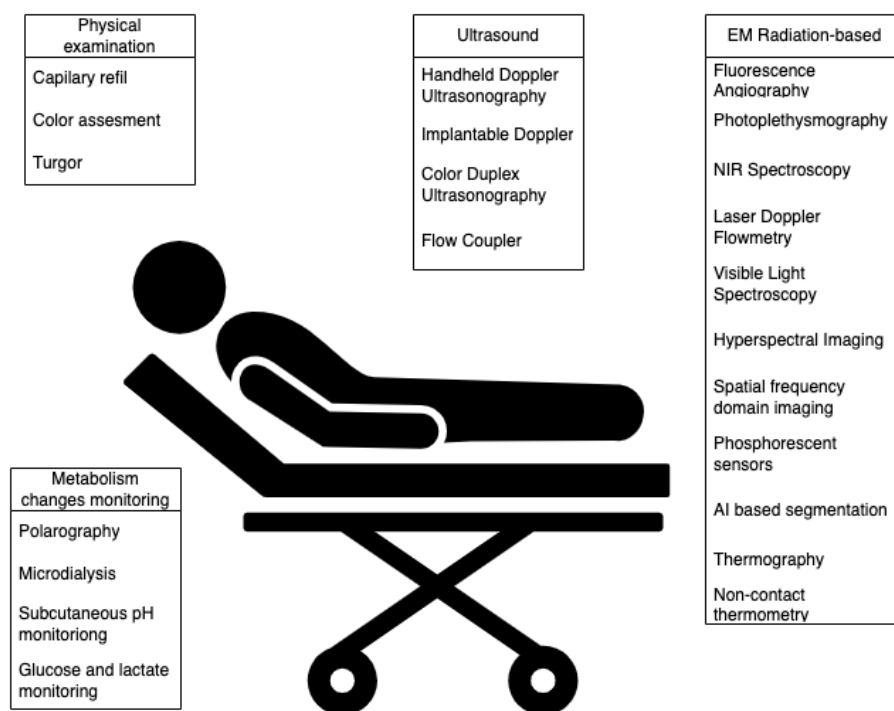 Physical
examination
Capilary refil
Color assesment
Turgor
Ultrasound
Handheld Doppler
Ultrasonography
Implantable Doppler
Color Duplex
Ultrasonography
Flow Coupler
EM Radiation-based
Fluorescence
Angiography
Photoplethysmography
NIR Spectroscopy
Laser Doppler
Flowmetry
Visible Light
Spectroscopy
Hyperspectral Imaging
Spatial frequency
domain imaging
Phosphorescent
sensors
AI based segmentation
Thermography
Non-contact
thermometry
Metabolism
changes monitoring
Polarography
Microdialysis
Subcutaneous pH
monitoriong
Glucose and lactate
monitoring